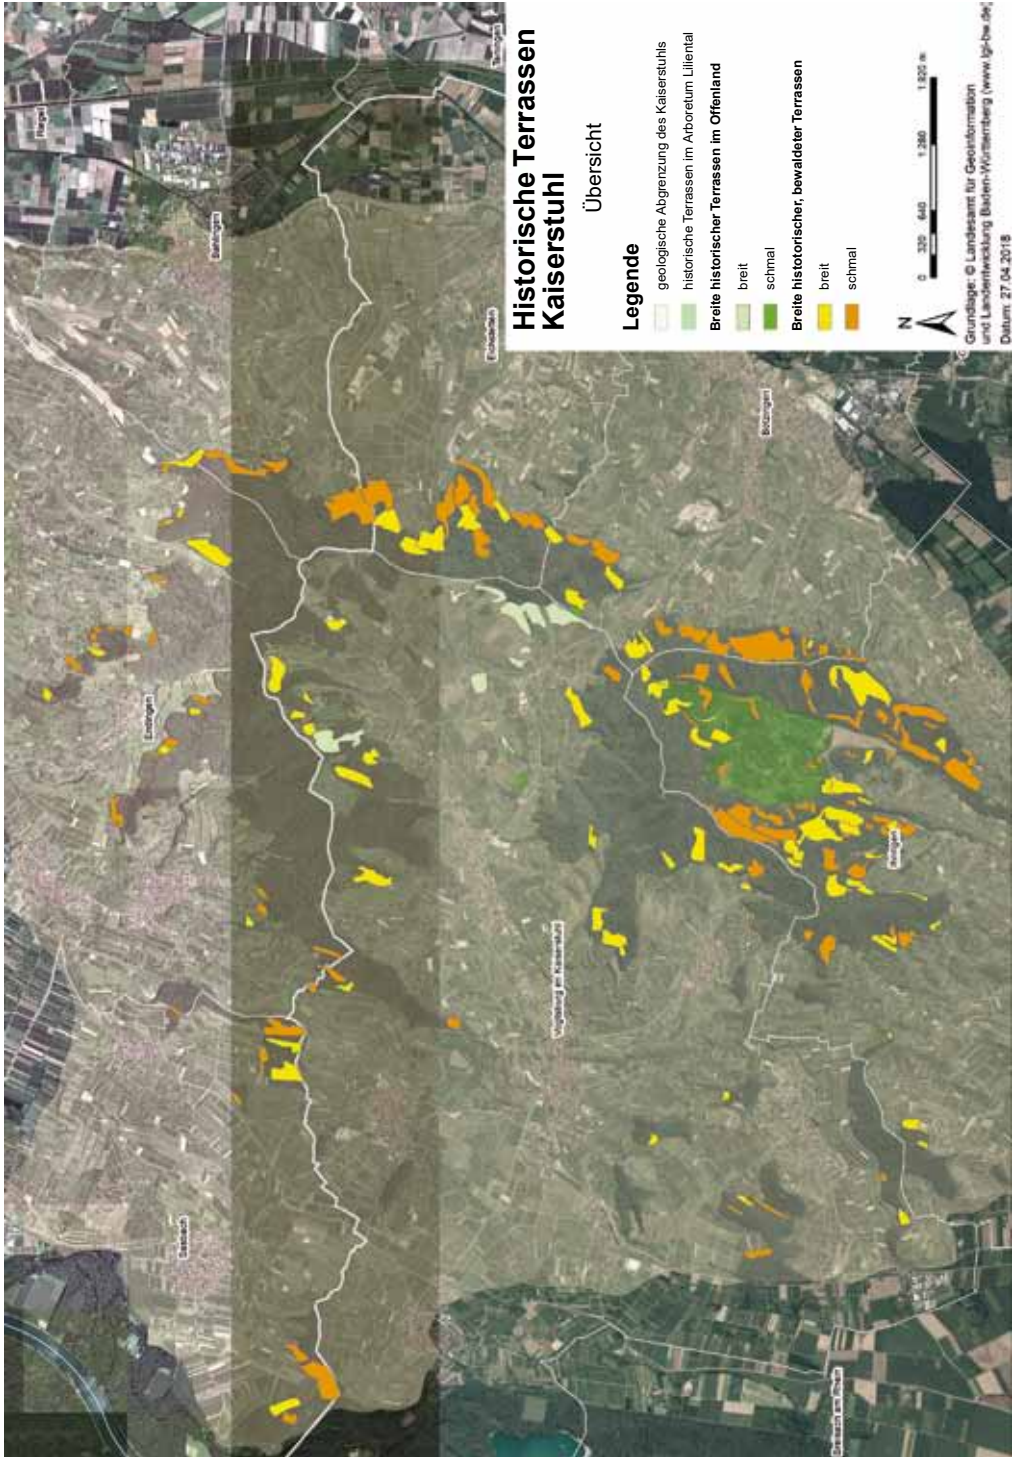 Historische Terrassen
Kaiserstuhl
Übersicht
Legende
geologische Abgrenzung des Kaiserstuhls
historische Terrassen im Arboretum Liliental
Breite historischer Terrassen im Offenland
breit
schmal
Breite histotorischer, bewaldeter Terrassen
breit
schmal
N
0 320 640 1.280 1.920 m
Grundlage: © Landesamt für Geoinformation
und Landentwicklung Baden-Württemberg (www.lgl-bw.de)
Datum: 27.04.2018
Riegel
Teningen
Bahlingen
Eichstetten
Endingen
Bötzingen
Sasbach
Vogtsburg im Kaiserstuhl
Ihringen
Breisach am Rhein